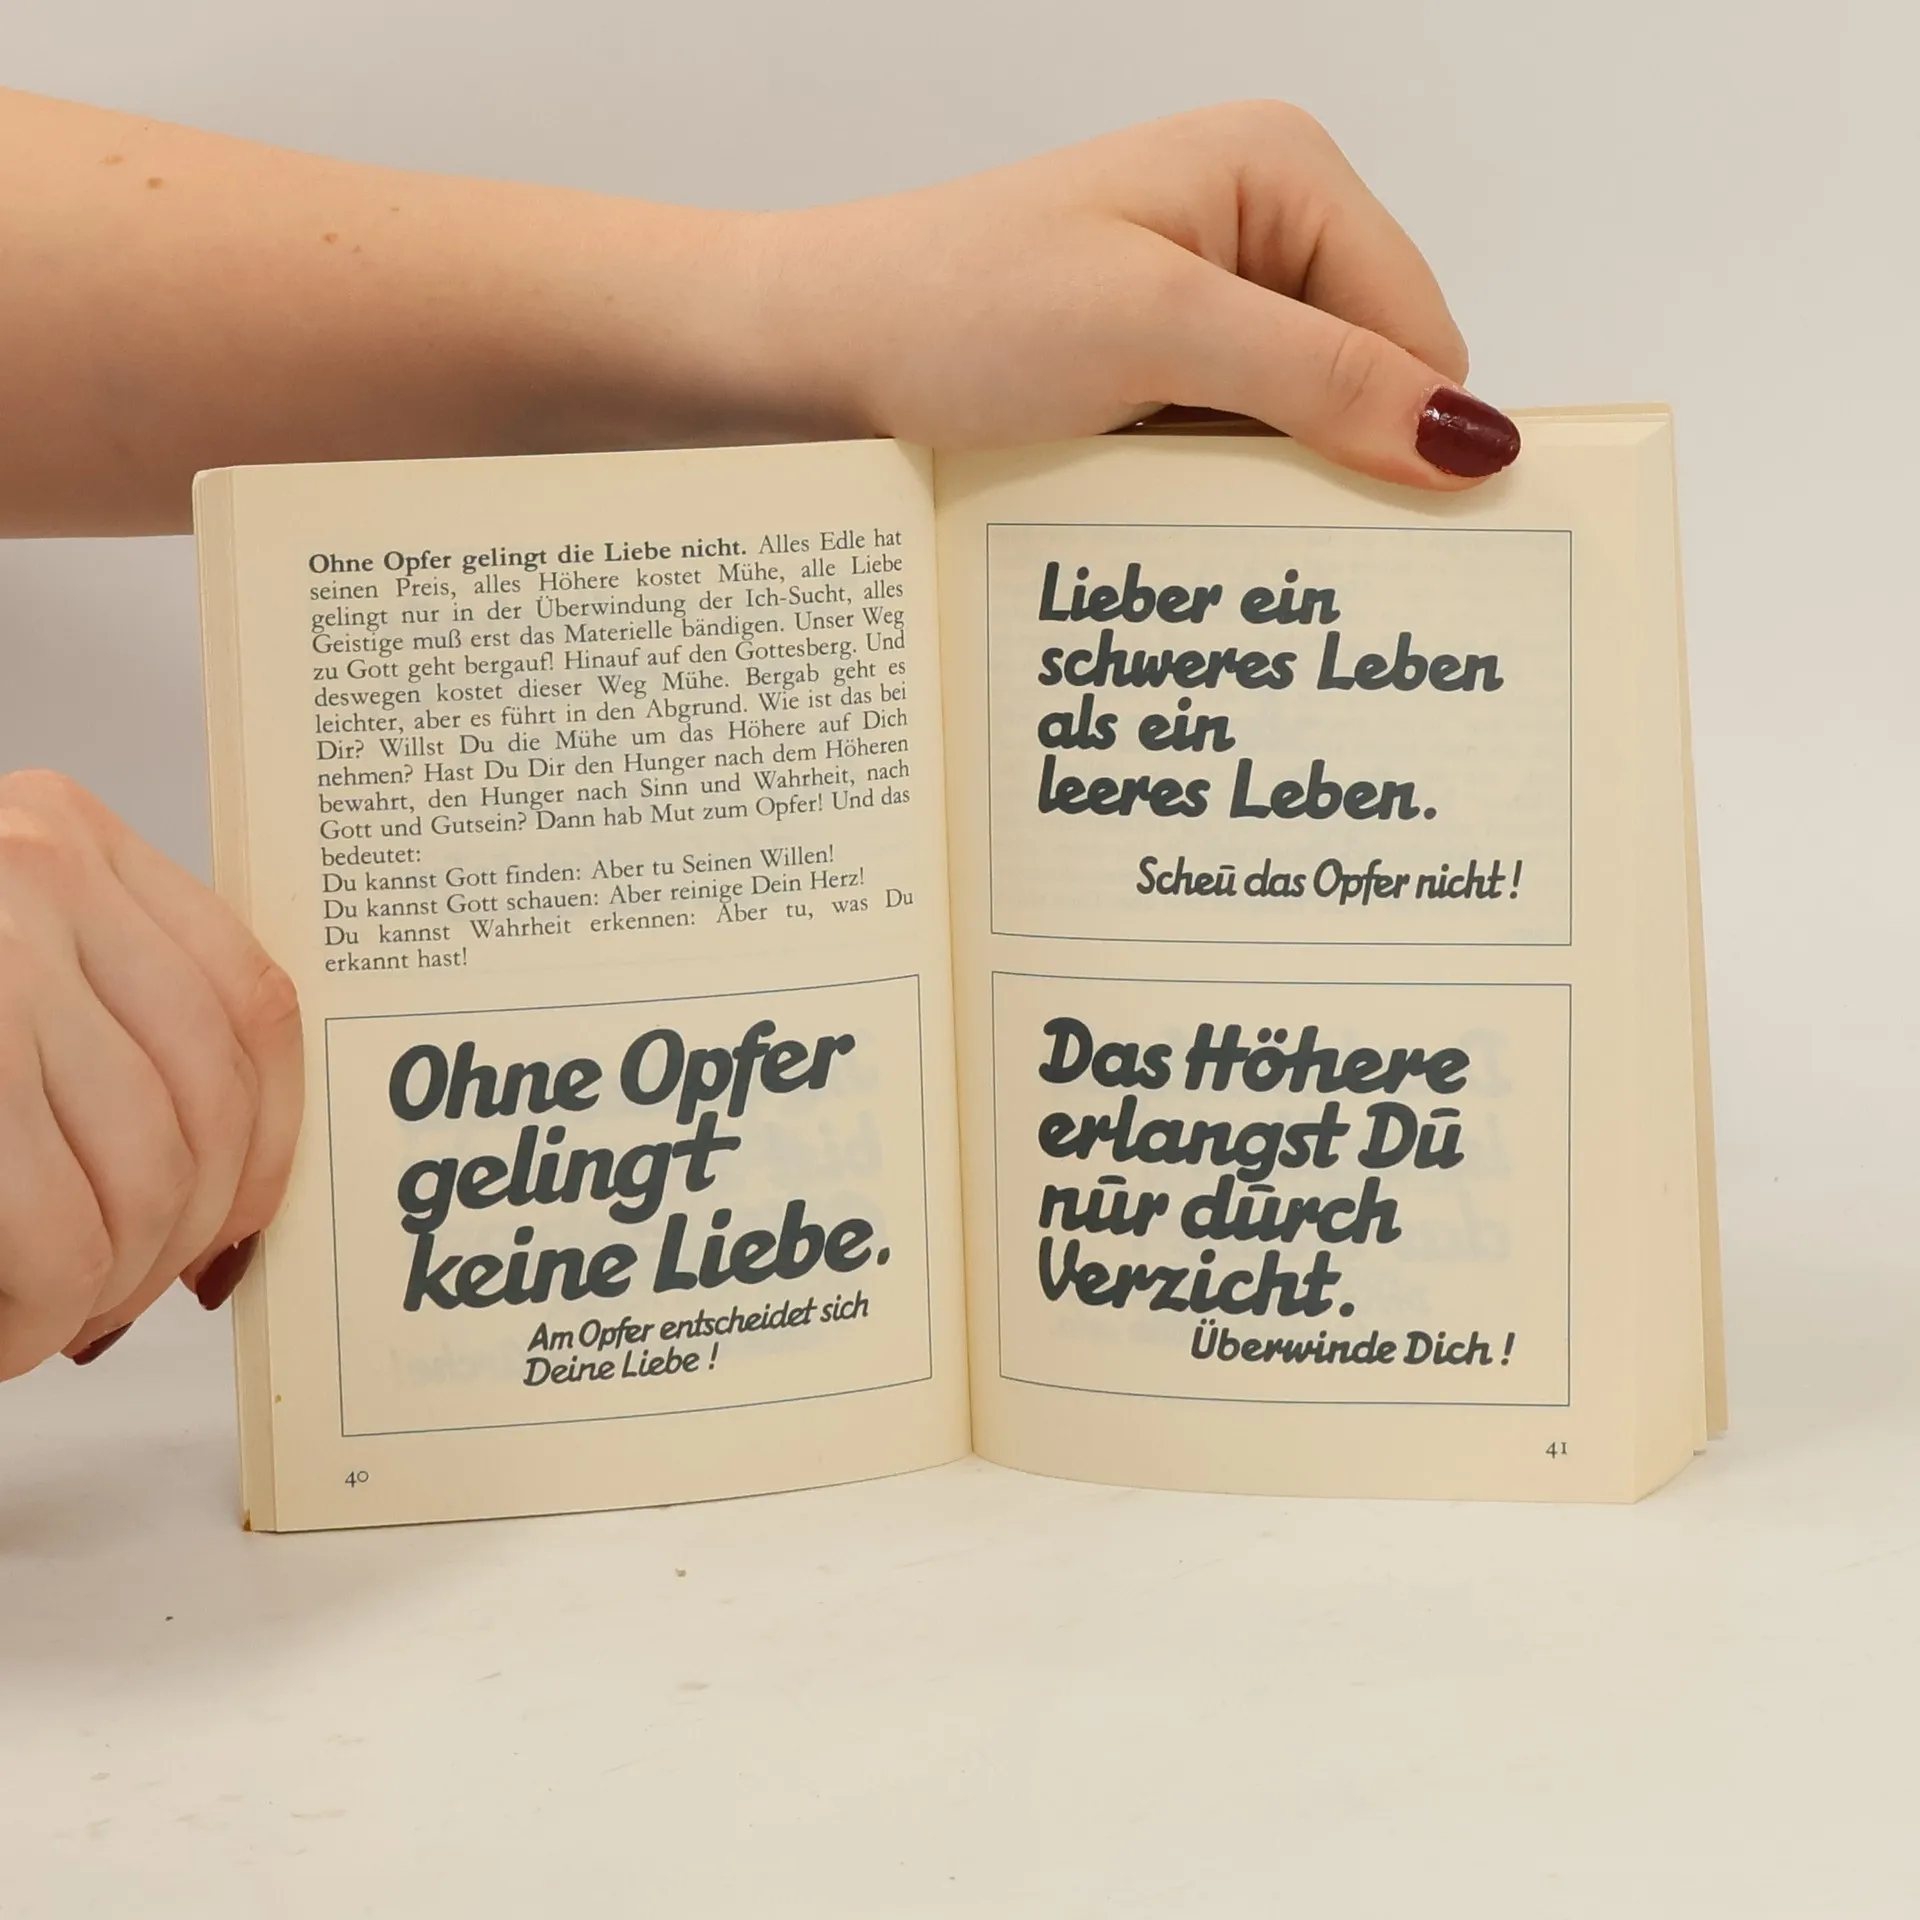 Ohne Opfer gelingt die Liebe nicht. Alles Edle hat
seinen Preis, alles Höhere kostet Mühe, alle Liebe
gelingt nur in der Überwindung der Ich-Sucht, alles
Geistige muß erst das Materielle bändigen. Unser Weg
zu Gott geht bergauf! Hinauf auf den Gottesberg. Und
deswegen kostet dieser Weg Mühe. Bergab geht es
leichter, aber es führt in den Abgrund. Wie ist das bei
Dir? Willst Du die Mühe um das Höhere auf Dich
nehmen? Hast Du Dir den Hunger nach dem Höheren
bewahrt, den Hunger nach Sinn und Wahrheit, nach
Gott und Gutsein? Dann hab Mut zum Opfer! Und das
bedeutet:
Du kannst Gott finden: Aber tu Seinen Willen!
Du kannst Gott schauen: Aber reinige Dein Herz!
Du kannst Wahrheit erkennen: Aber tu, was Du
erkannt hast!
Ohne Opfer
gelingt
keine Liebe.
Am Opfer entscheidet sich
Deine Liebe!
40
Lieber ein
schweres Leben
als ein
leeres Leben.
Scheū das Opfer nicht!
Das Höhere
erlangst Dū
nūr dūrch
Verzicht.
Überwinde Dich!
41